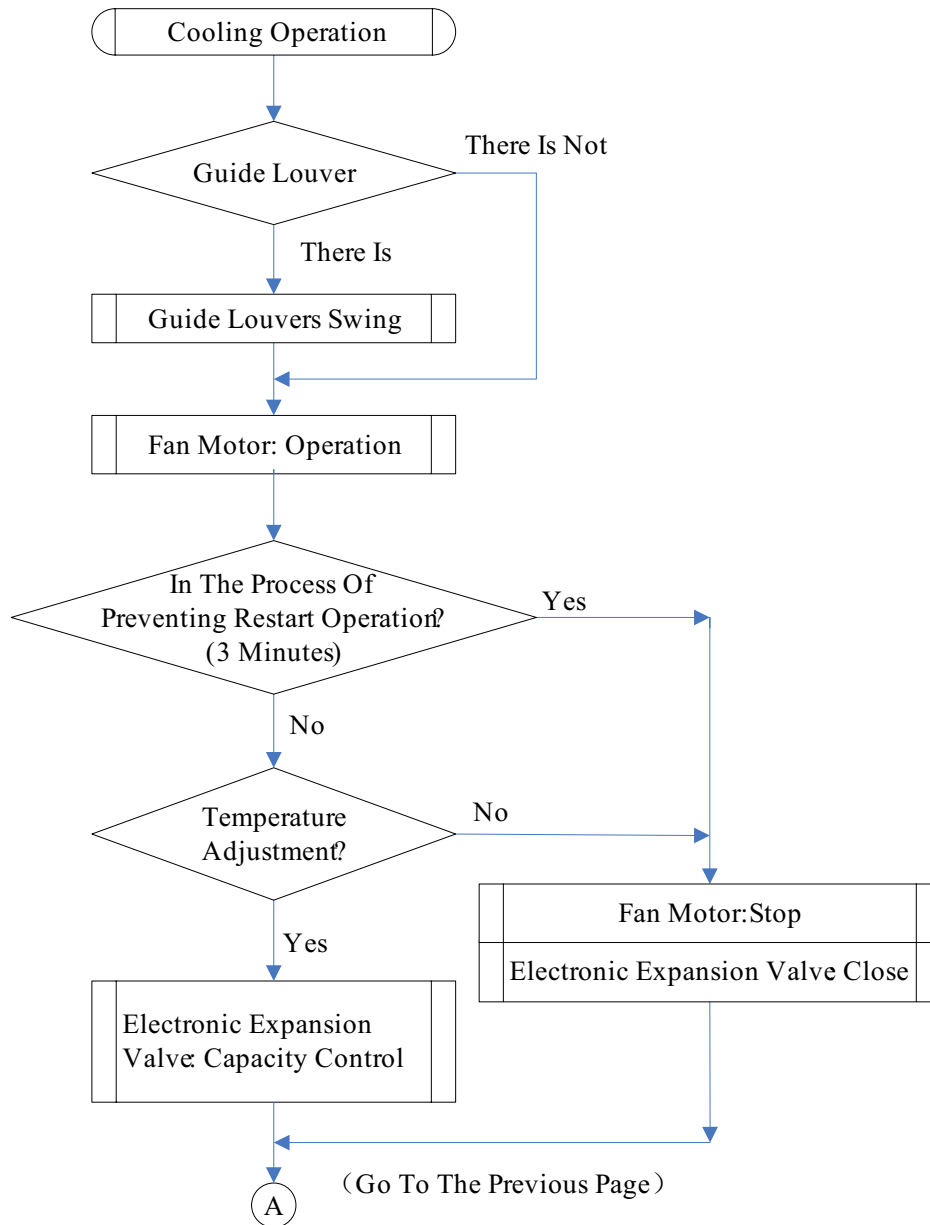 Cooling Operation
There Is Not
Guide Louver
There Is
Guide Louvers Swing
Fan Motor: Operation
In The Process Of
Preventing Restart Operation?
(3 Minutes)
Yes
No
Temperature
Adjustment?
No
Yes
Fan Motor:Stop
Electronic Expansion Valve: Close
Electronic Expansion
Valve: Capacity Control
(Go To The Previous Page)
A